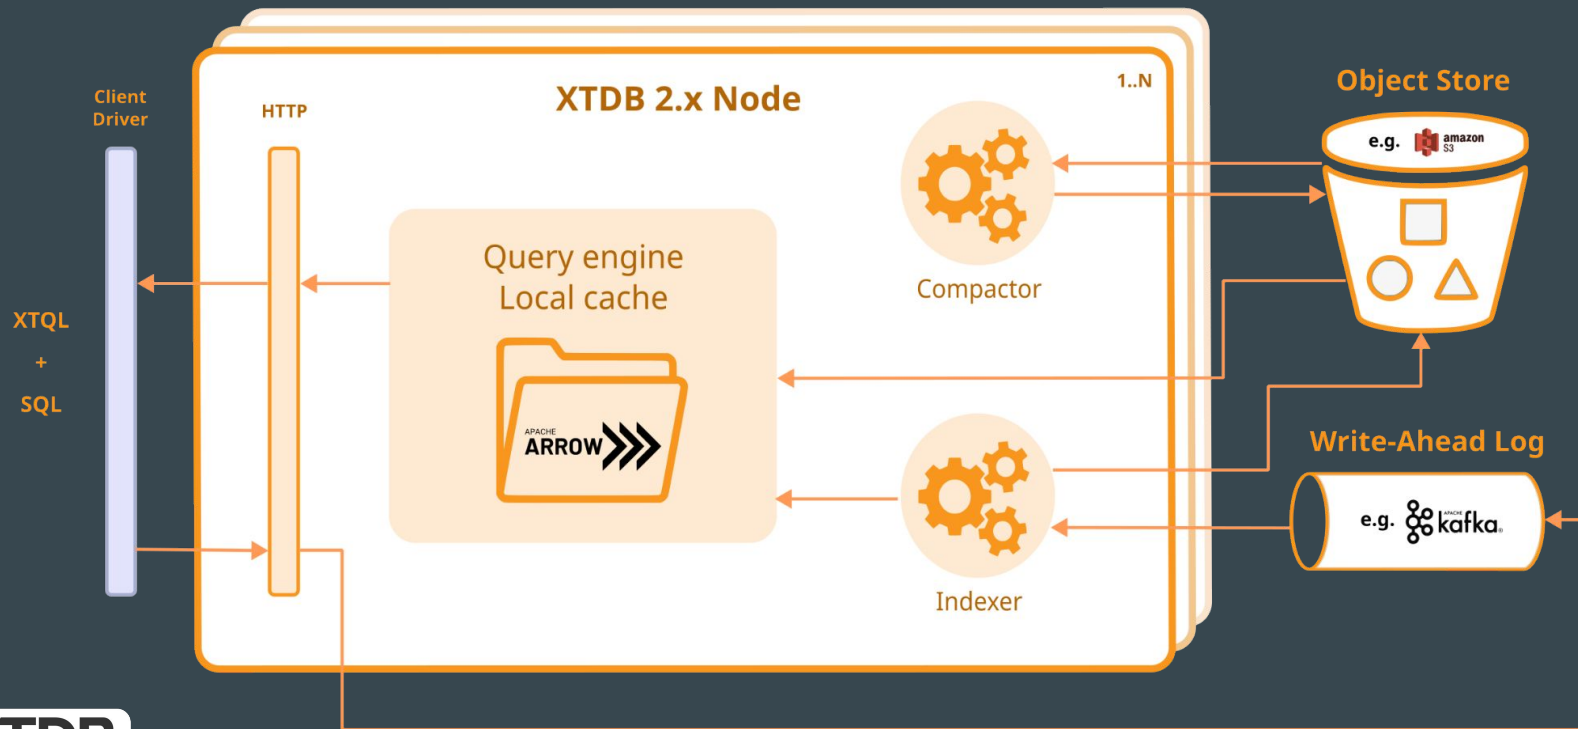 Client
Driver
HTTP
XTDB 2.x Node
1..N
Object Store
e.g. amazon
S3
Query engine
Local cache
Compactor
XTQL
+
SQL
APACHE
ARROW
Write-Ahead Log
e.g. APACHE
kafka®
Indexer